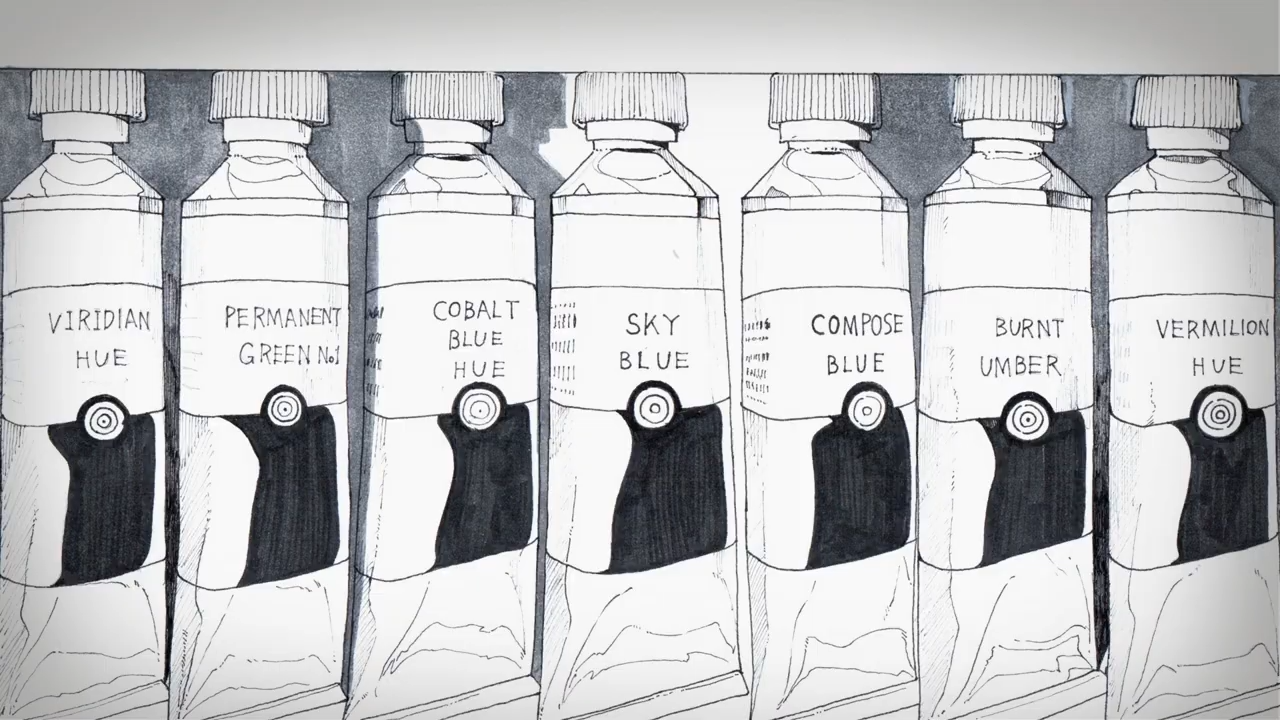 VIRIDIAN
HUE
PERMANENT
GREEN No1
COBALT
BLUE
HUE
SKY
BLUE
COMPOSE
BLUE
BURNT
UMBER
VERMILION
HUE